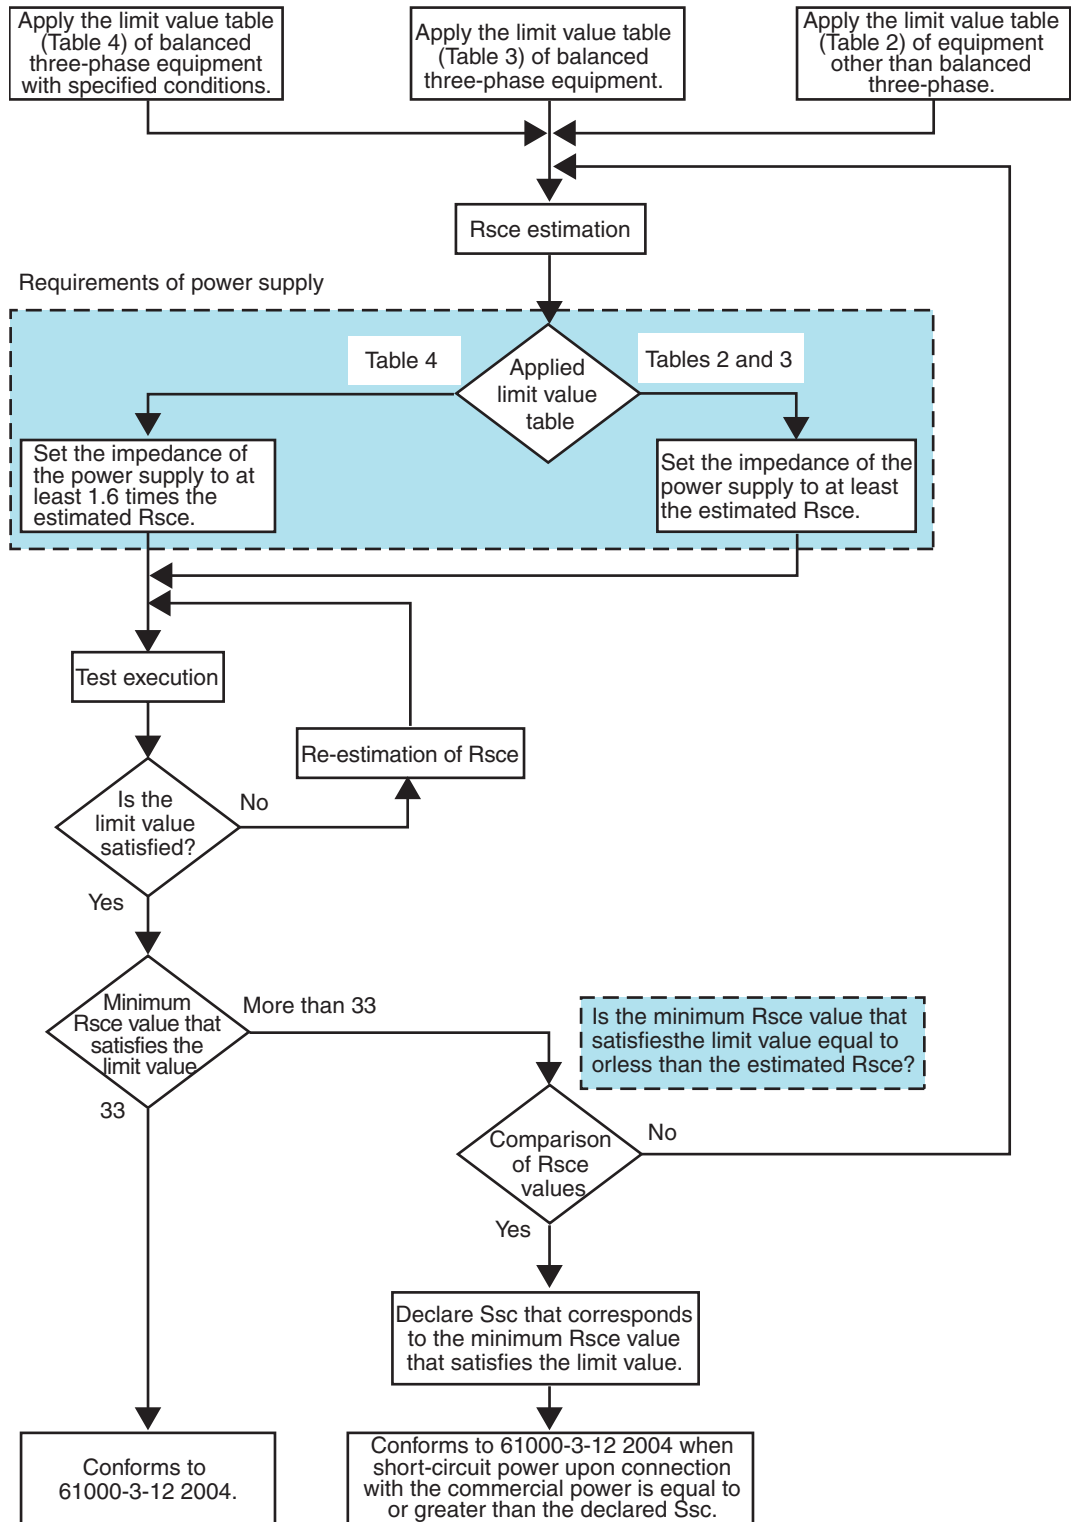 Apply the limit value table
(Table 4) of balanced
three-phase equipment
with specified conditions.
Apply the limit value table
(Table 3) of balanced
three-phase equipment.
Apply the limit value table
(Table 2) of equipment
other than balanced
three-phase.
Rsce estimation
Requirements of power supply
Table 4
Applied
limit value
table
Tables 2 and 3
Set the impedance of
the power supply to at
least 1.6 times the
estimated Rsce.
Set the impedance of the
power supply to at least
the estimated Rsce.
Test execution
Re-estimation of Rsce
Is the
limit value
satisfied?
No
Yes
Minimum
Rsce value that
satisfies the
limit value
More than 33
33
Is the minimum Rsce value that
satisfiesthe limit value equal to
orless than the estimated Rsce?
Comparison
of Rsce
values
No
Yes
Declare Ssc that corresponds
to the minimum Rsce value
that satisfies the limit value.
Conforms to
61000-3-12 2004.
Conforms to 61000-3-12 2004 when
short-circuit power upon connection
with the commercial power is equal to
or greater than the declared Ssc.